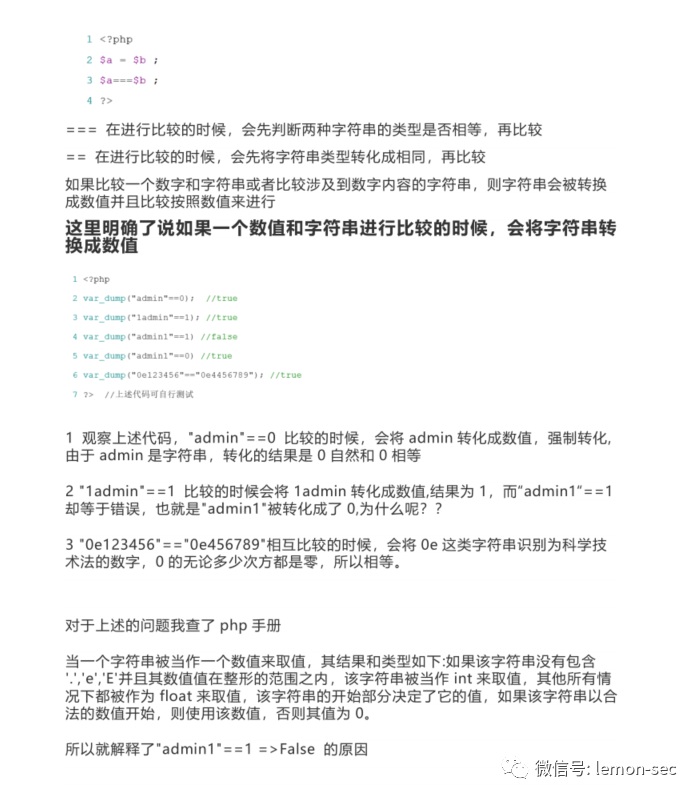 1 <?php
2 $a = $b ;
3 $a===$b ;
4 ?>
=== 在进行比较的时候，会先判断两种字符串的类型是否相等，再比较
== 在进行比较的时候，会先将字符串类型转化成相同，再比较
如果比较一个数字和字符串或者比较涉及到数字内容的字符串，则字符串会被转换
成数值并且比较按照数值来进行
这里明确了说如果一个数值和字符串进行比较的时候，会将字符串转
换成数值
1 <?php
2 var_dump("admin"==0);  //true
3 var_dump("1admin"==1); //true
4 var_dump("admin1"==1) //false
5 var_dump("admin1"==0) //true
6 var_dump("0e123456"=="0e4456789"); //true
7 ?>  //上述代码可自行测试
1 观察上述代码，"admin"==0 比较的时候，会将 admin 转化成数值，强制转化,
由于 admin 是字符串，转化的结果是 0 自然和 0 相等
2 "1admin"==1 比较的时候会将 1admin 转化成数值,结果为 1，而“admin1“==1
却等于错误，也就是"admin1"被转化成了 0,为什么呢？？
3 "0e123456"=="0e456789"相互比较的时候，会将 0e 这类字符串识别为科学技
术法的数字，0 的无论多少次方都是零，所以相等。
对于上述的问题我查了 php 手册
当一个字符串被当作一个数值来取值，其结果和类型如下:如果该字符串没有包含
'.','e','E'并且其数值值在整形的范围之内，该字符串被当作 int 来取值，其他所有情
况下都被作为 float 来取值，该字符串的开始部分决定了它的值，如果该字符串以合
法的数值开始，则使用该数值，否则其值为 0。
所以就解释了"admin1"==1 =>False 的原因
微信号: lemon-sec